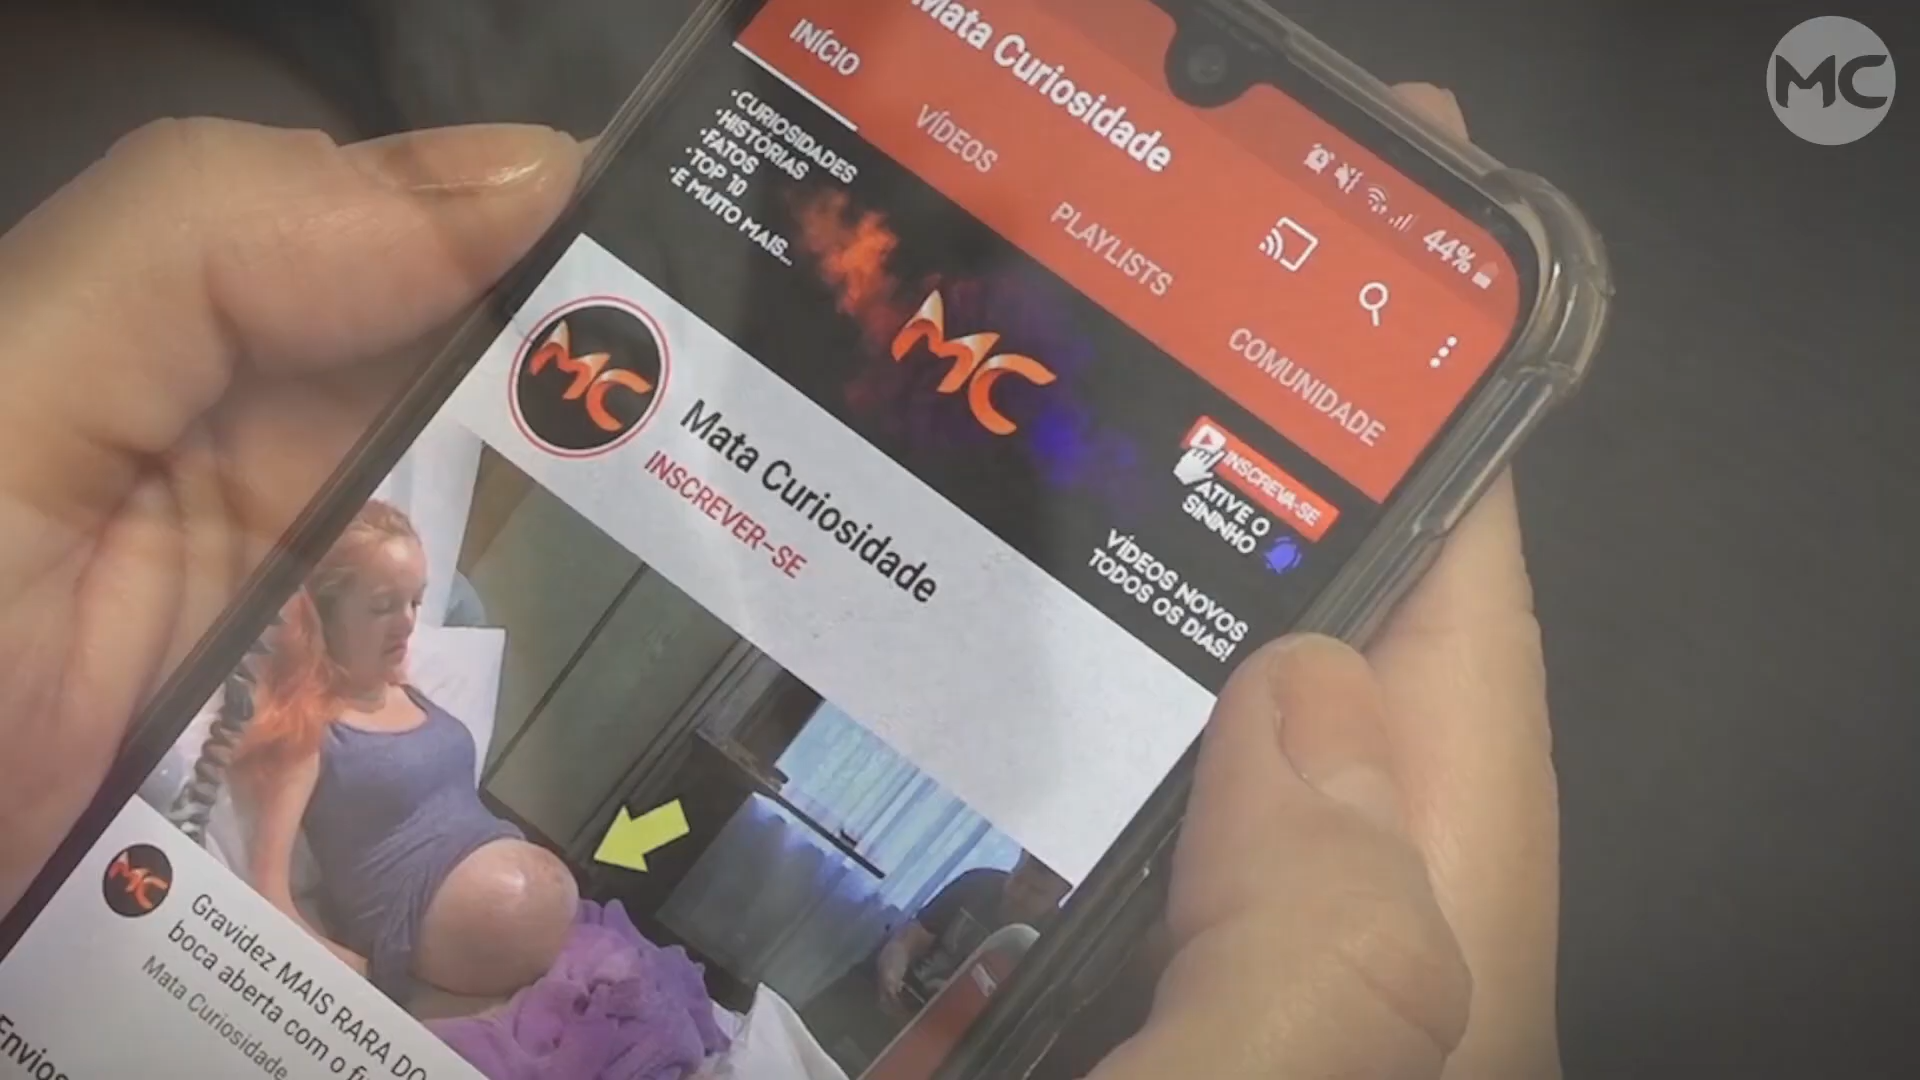 MC
Mata Curiosidade
44%
INÍCIO
VÍDEOS
PLAYLISTS
COMUNIDADE
•CURIOSIDADES
•HISTÓRIAS
•FATOS
•TOP 10
•E MUITO MAIS...
MC
INSCREVA-SE
ATIVE O
SININHO
VÍDEOS NOVOS
TODOS OS DIAS!
MC
Mata Curiosidade
INSCREVER-SE
MC
Gravidez MAIS RARA DO
boca aberta com o
Mata Curiosidade
Envios